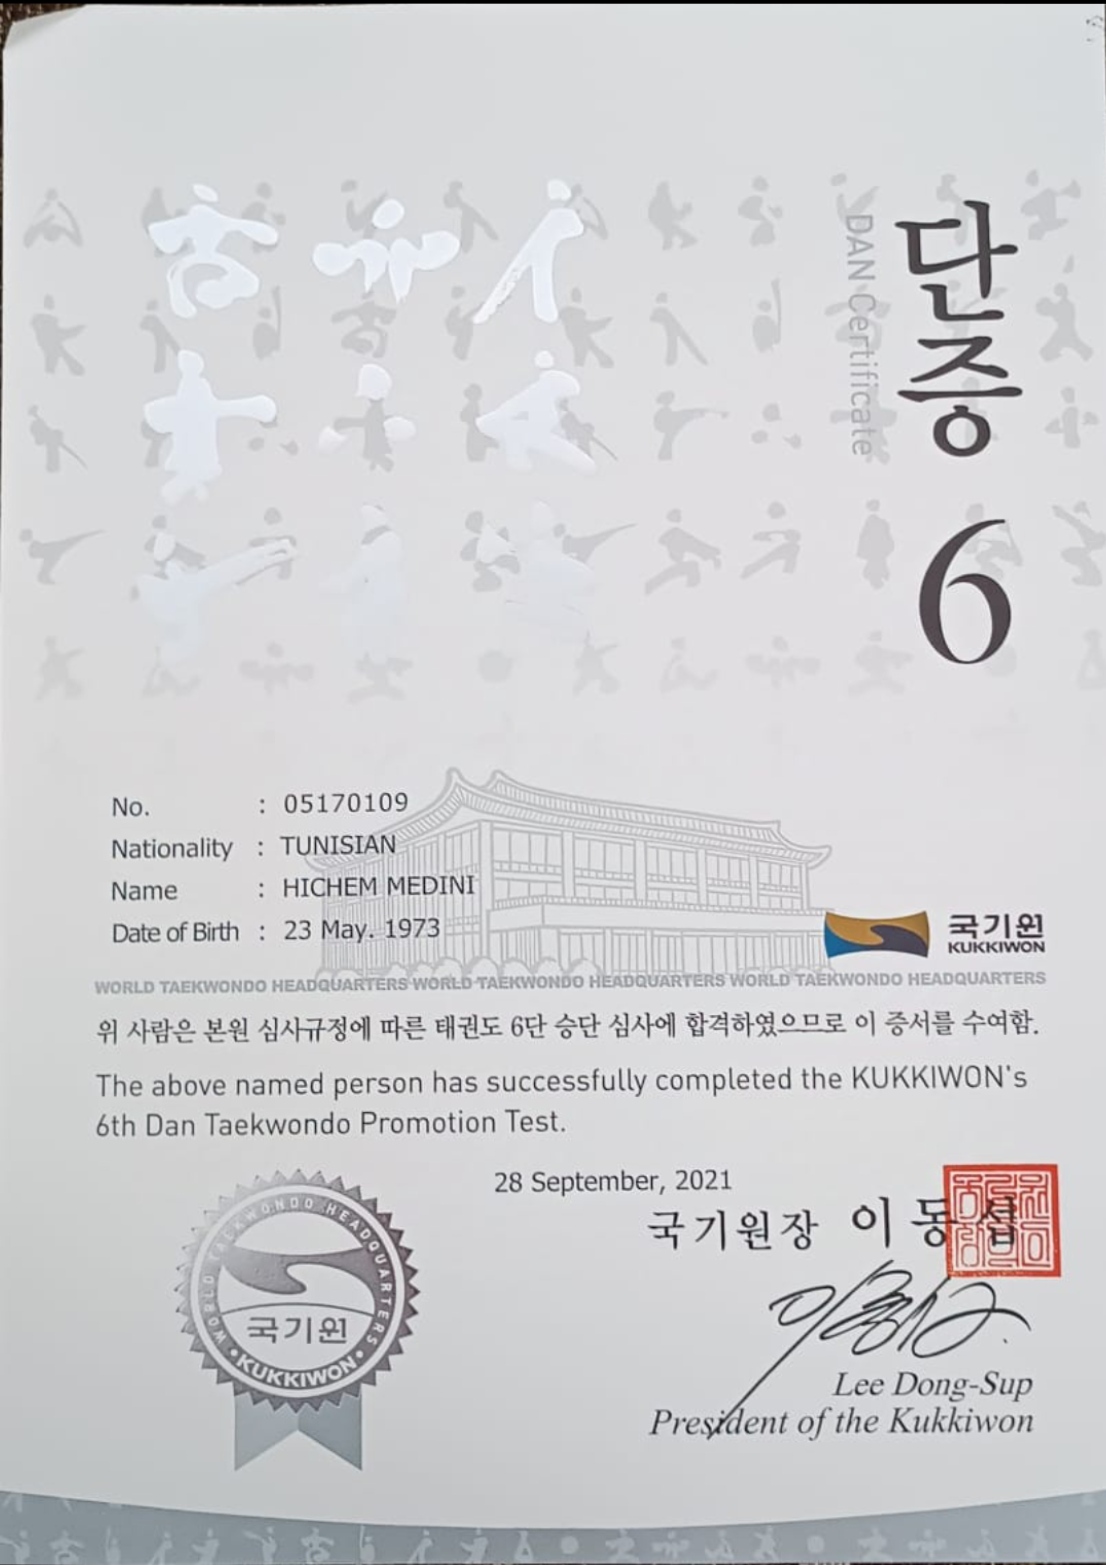 단증
DAN Certificate
6
No. : 05170109
Nationality : TUNISIAN
Name : HICHEM MEDINI
Date of Birth : 23 May. 1973
국기원
KUKKIWON
WORLD TAEKWONDO HEADQUARTERS WORLD TAEKWONDO HEADQUARTERS WORLD TAEKWONDO HEADQUARTERS
위 사람은 본원 심사규정에 따른 태권도 6단 승단 심사에 합격하였으므로 이 증서를 수여함.
The above named person has successfully completed the KUKKIWON's
6th Dan Taekwondo Promotion Test.
28 September, 2021
국기원장 이동섭
Lee Dong-Sup
President of the Kukkiwon
WORLD TAEKWONDO HEADQUARTERS
국기원
KUKKIWON